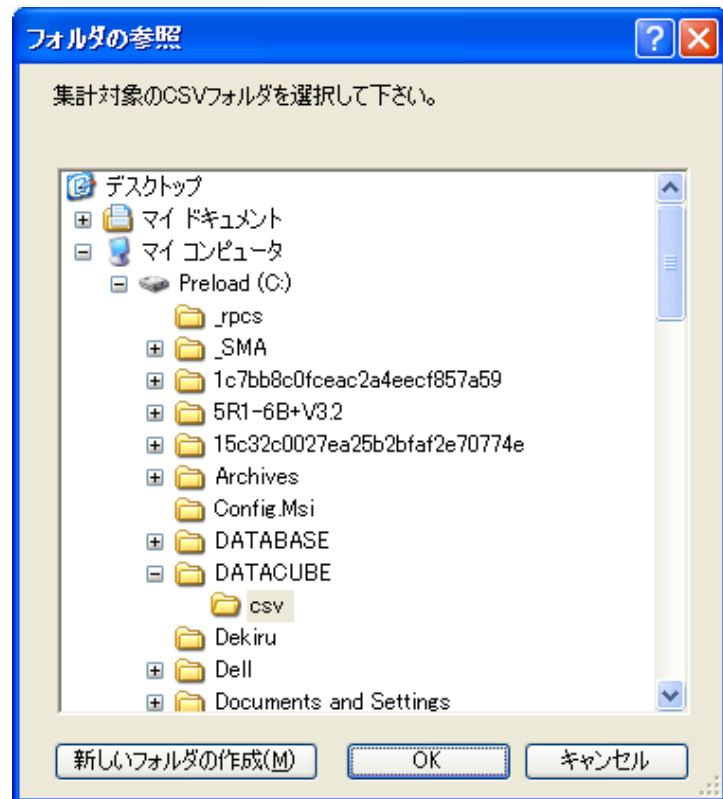 フォルダの参照
集計対象のCSVフォルダを選択して下さい。
デスクトップ
マイ ドキュメント
マイ コンピュータ
Preload (C:)
_rpcs
_SMA
1c7bb8c0fceac2a4eecf857a59
5R1-6B+V3.2
15c32c0027ea25b2bfaf2e70774e
Archives
Config.Msi
DATABASE
DATACUBE
csv
Dekiru
Dell
Documents and Settings
新しいフォルダの作成(M) OK キャンセル